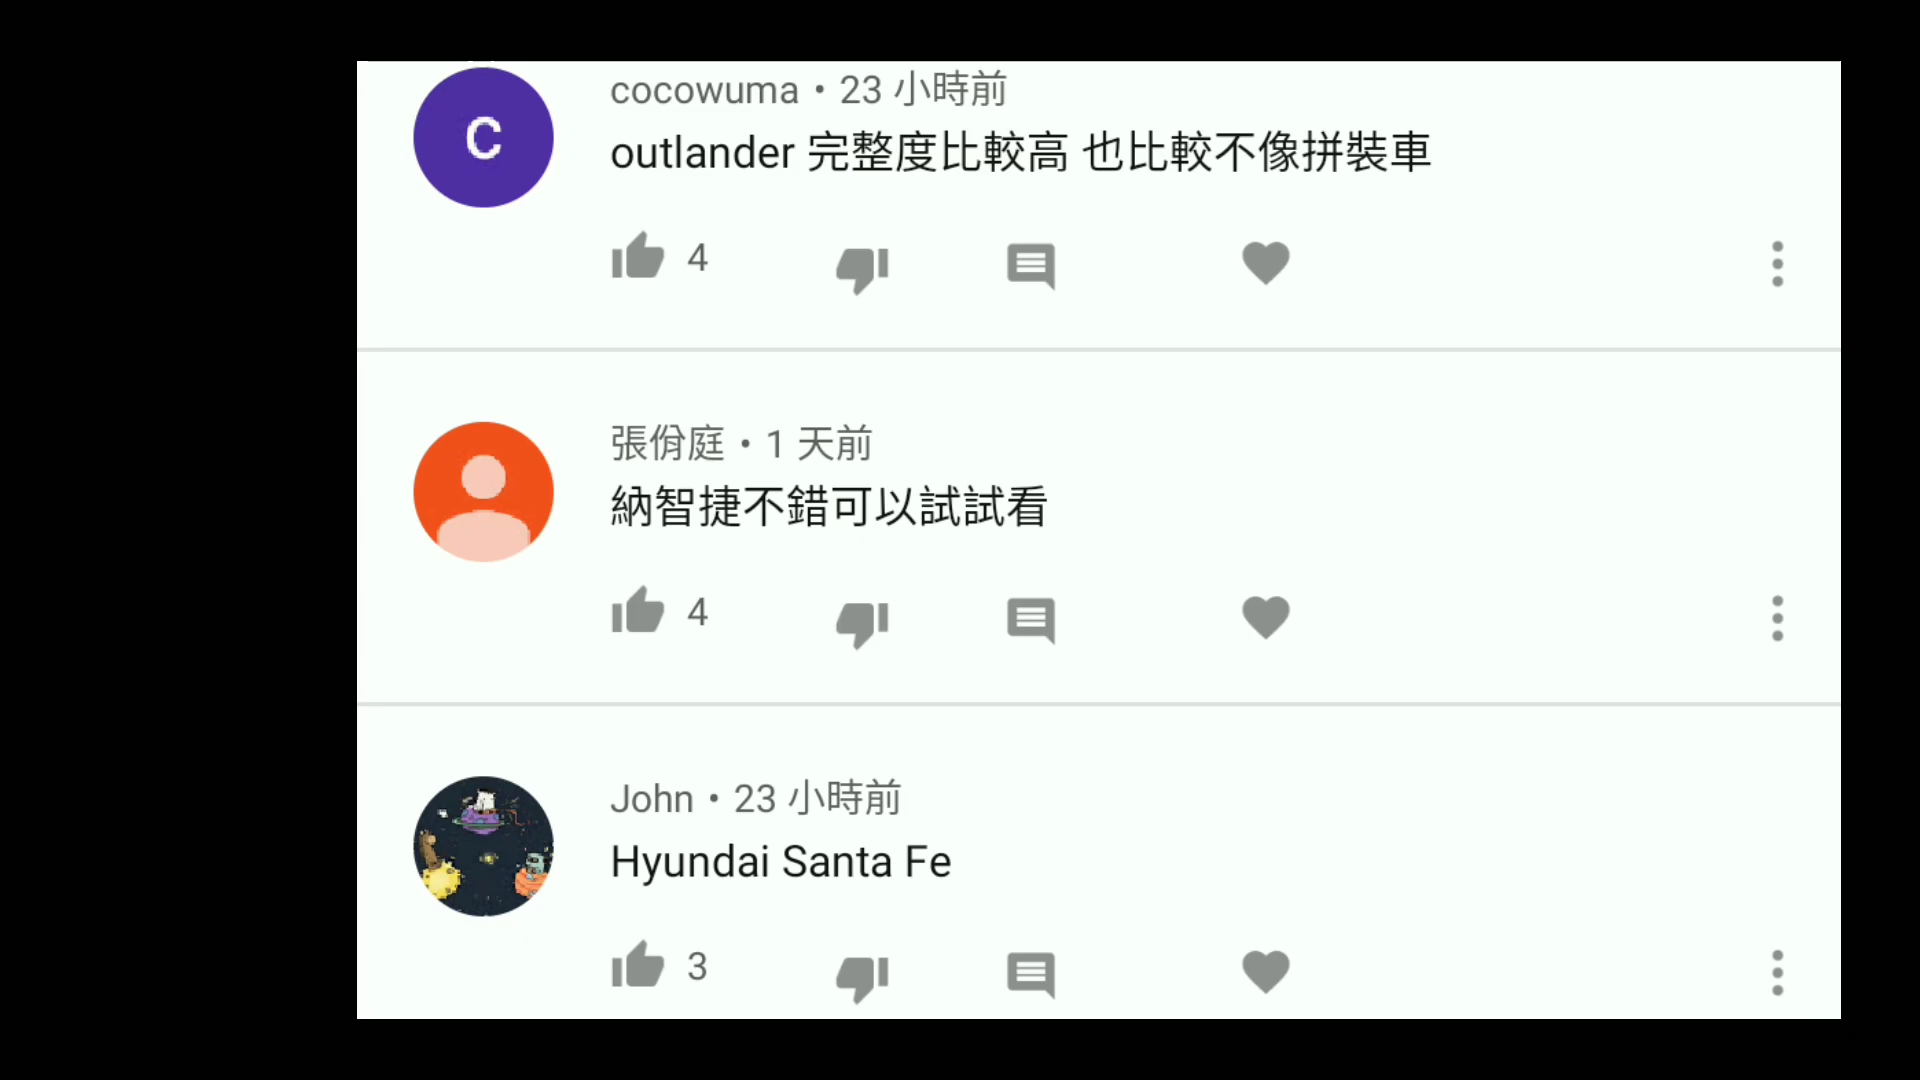 C
cocowuma • 23 小時前
outlander 完整度比較高 也比較不像拼裝車
4
張佾庭 • 1 天前
納智捷不錯可以試試看
4
John • 23 小時前
Hyundai Santa Fe
3